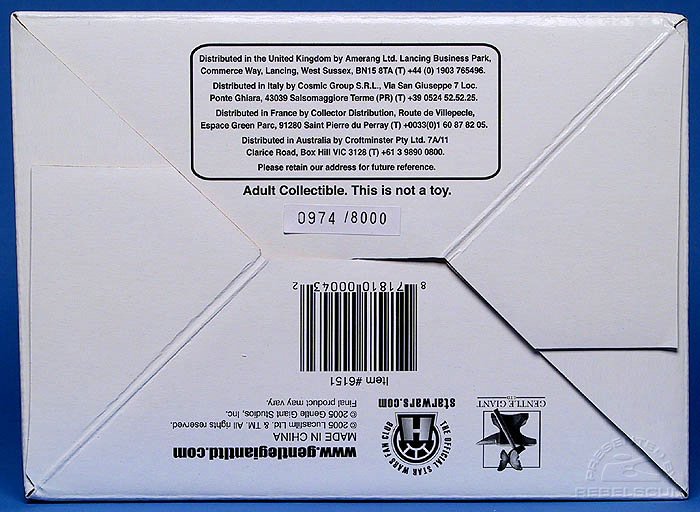 Distributed in the United Kingdom by Amerang Ltd. Lancing Business Park,
Commerce Way, Lancing, West Sussex, BN15 8TA (T) +44 (0) 1903 765496.
Distributed in Italy by Cosmic Group S.R.L., Via San Giuseppe 7 Loc.
Ponte Ghiara, 43039 Salsomaggiore Terme (PR) (T) +39 0524 52.52.25.
Distributed in France by Collector Distribution, Route de Villepecle,
Espace Green Parc, 91280 Saint Pierre du Perray (T) +0033(0)1 60 87 82 05.
Distributed in Australia by Croftminster Pty Ltd. 7A/11
Clarice Road, Box Hill VIC 3128 (T) +61 3 9890 0800.
Please retain our address for future reference.
Adult Collectible. This is not a toy.
0974 /8000
www.gentlegiantltd.com
MADE IN CHINA
© 2005 Lucasfilm Ltd. & TM. All rights reserved.
© 2005 Gentle Giant Studios, Inc.
Final product may vary.
THE OFFICIAL STAR WARS FAN CLUB
starwars.com
GENTLE GIANT
LTD
Item #6151
8 71810 00043 2
PRESENTED BY
REBELSCUM